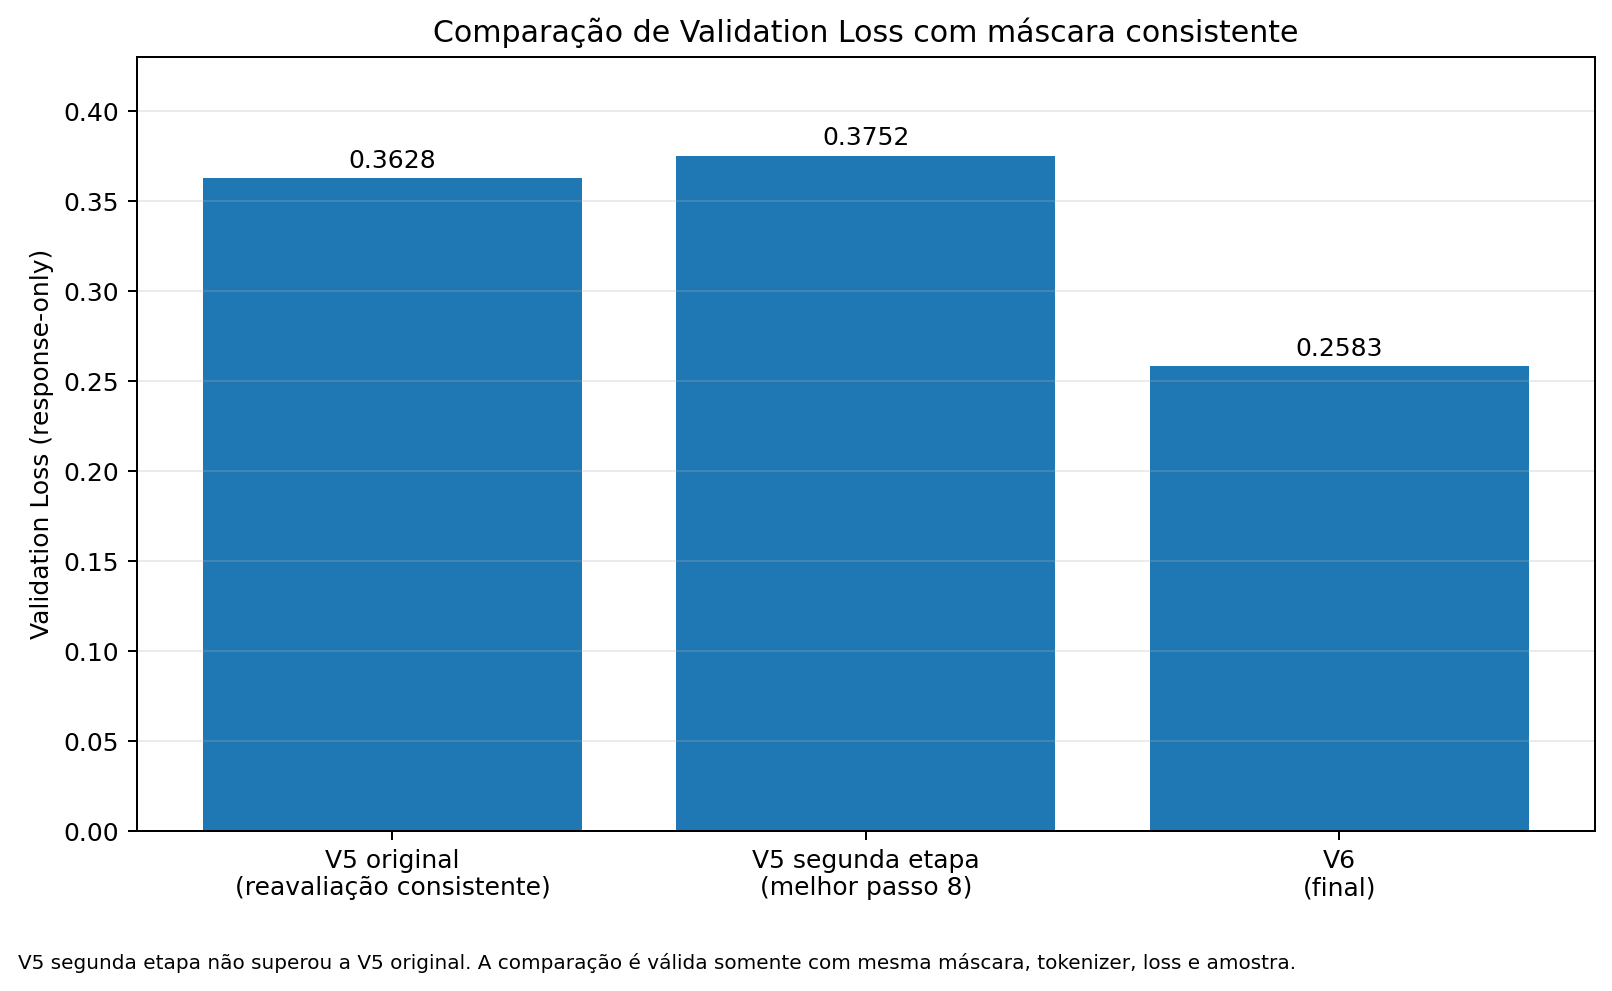 Comparação de Validation Loss com máscara consistente
Validation Loss (response-only)
0.40
0.35
0.30
0.25
0.20
0.15
0.10
0.05
0.00
0.3628
0.3752
0.2583
V5 original
(reavaliação consistente)
V5 segunda etapa
(melhor passo 8)
V6
(final)
V5 segunda etapa não superou a V5 original. A comparação é válida somente com mesma máscara, tokenizer, loss e amostra.